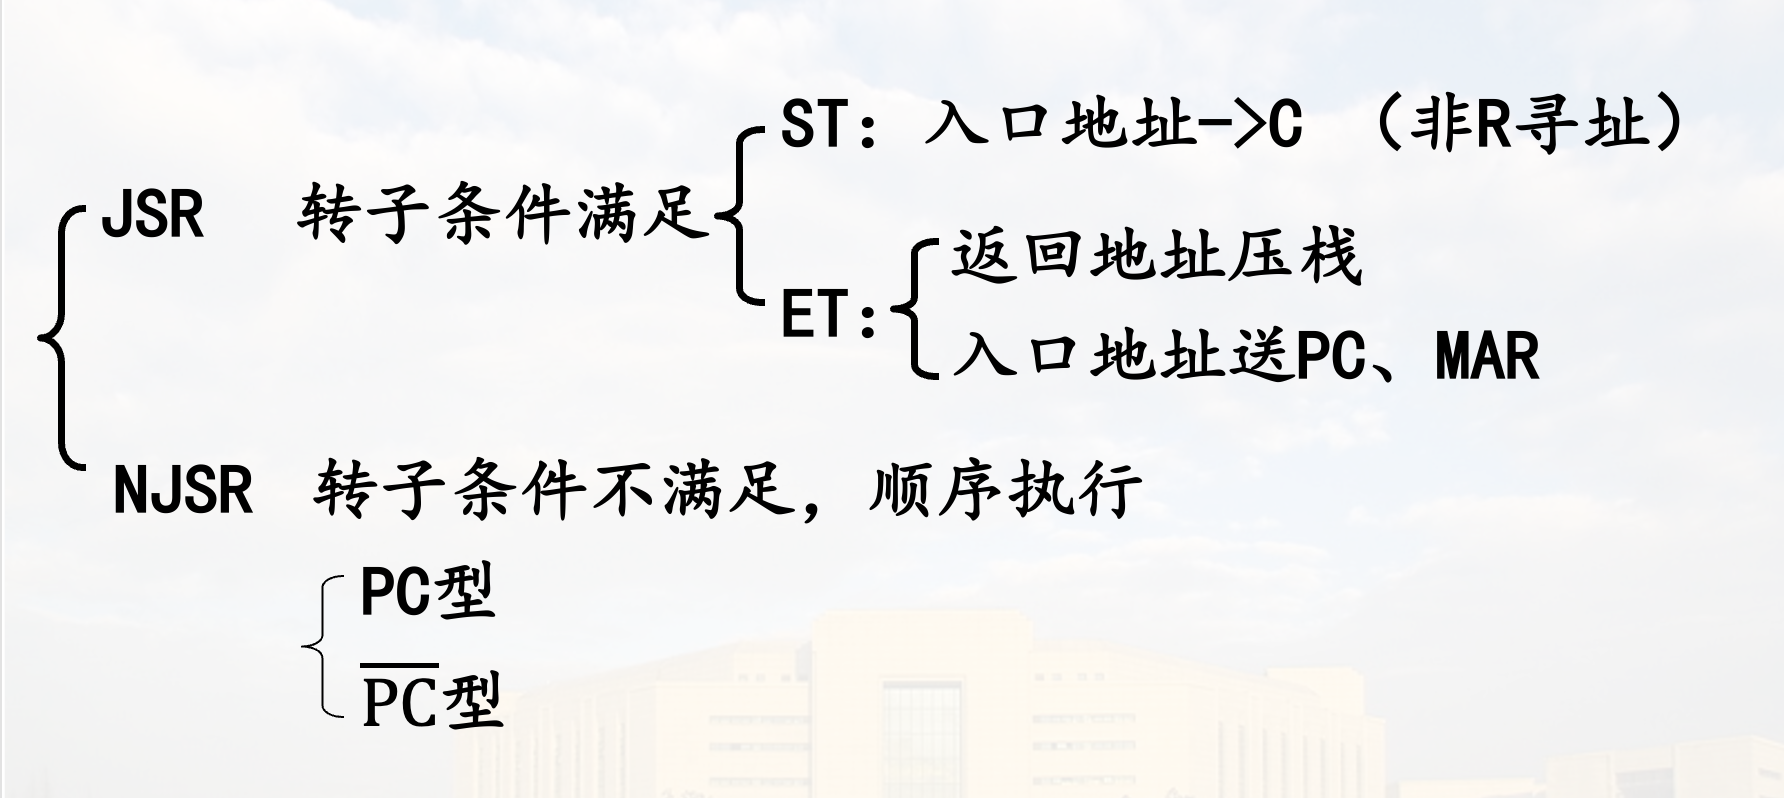 ST：入口地址->C （非R寻址）
JSR 转子条件满足
返回地址压栈
ET：
入口地址送PC、MAR
NJSR 转子条件不满足，顺序执行
PC型
P̅C̅型